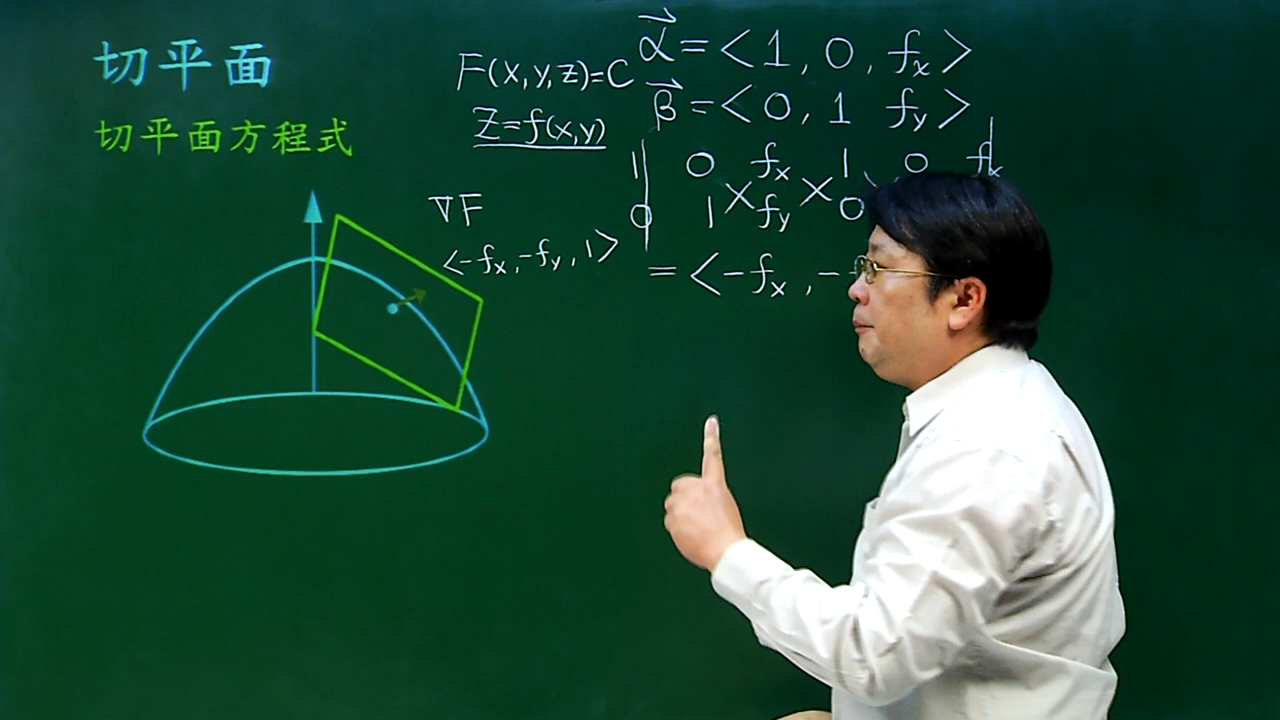 切平面
切平面方程式
F(x,y,z)=C
z=f(x,y)
∇F
<-fx,-fy,1>
α⃗=<1,0,fx>
β⃗=<0,1 fy>
1 0 fx 1 0 fx
0 1 fy 0
=<-fx,-